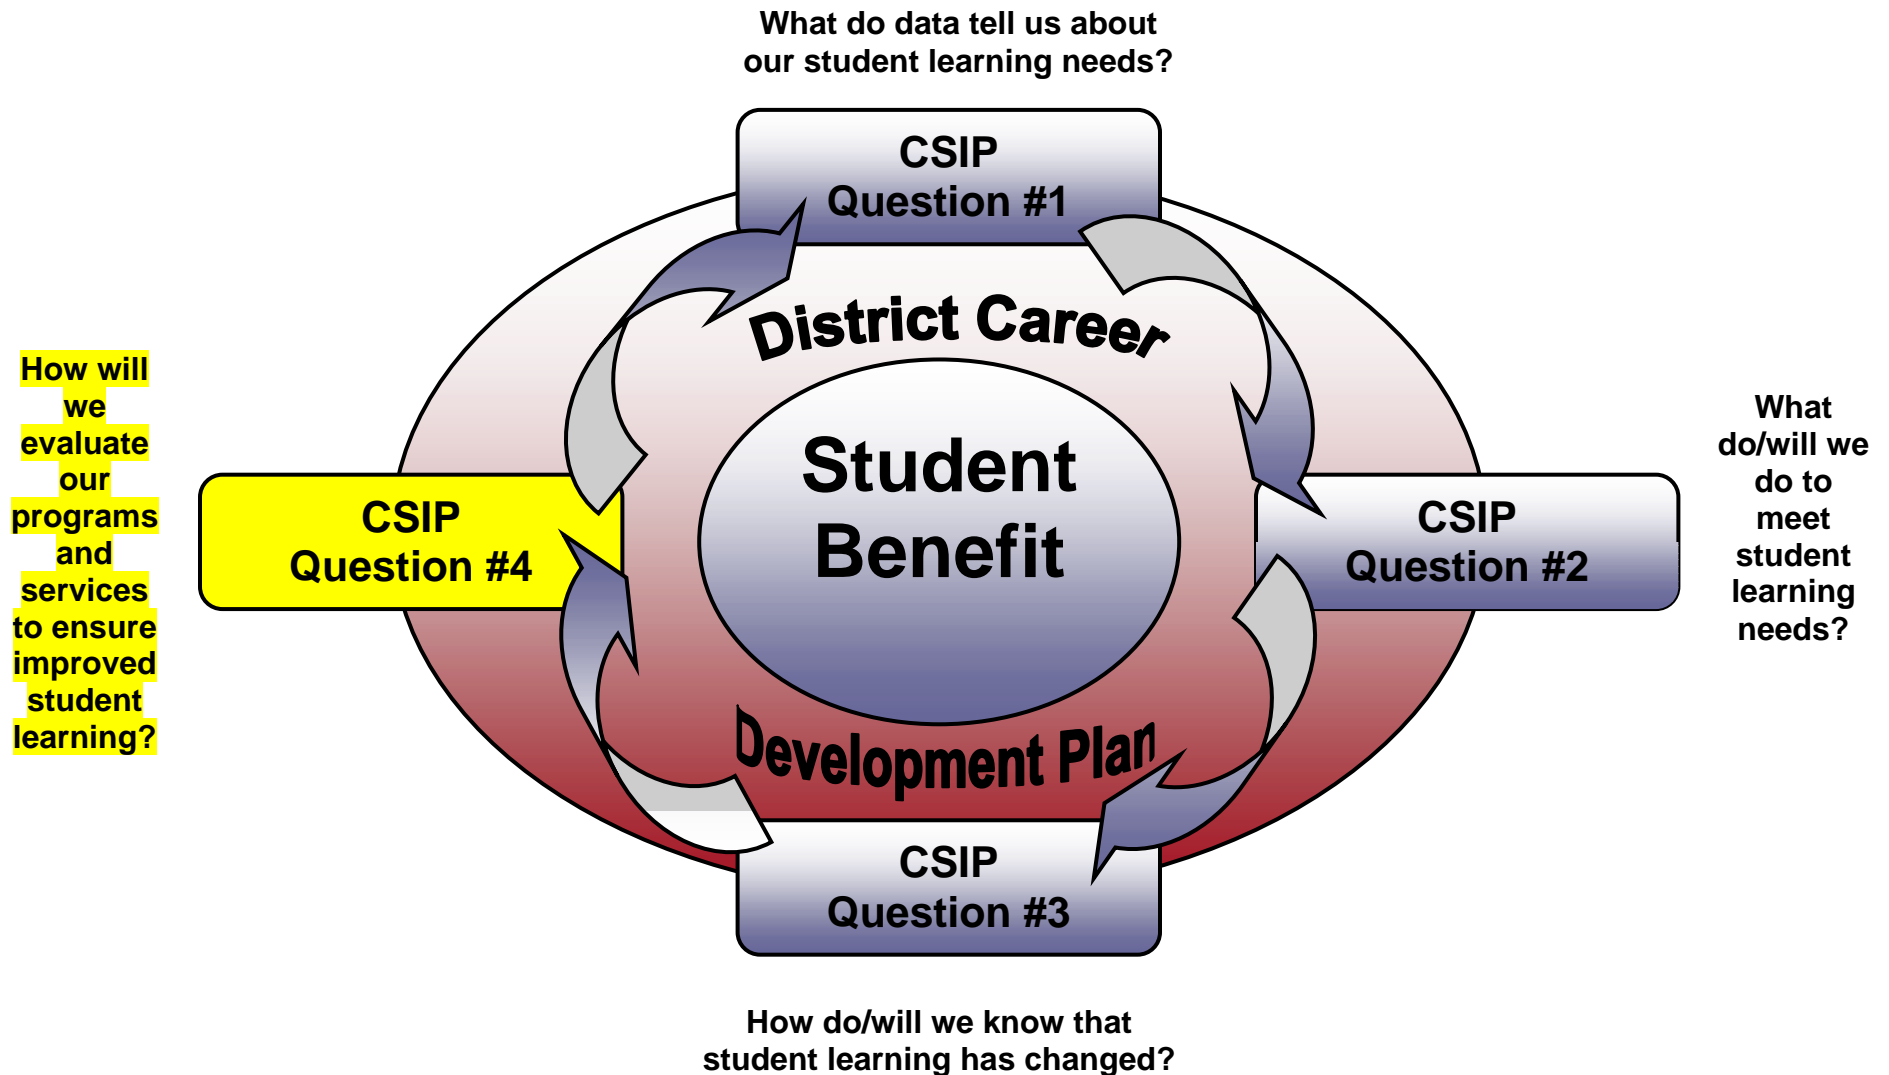 What do data tell us about
our student learning needs?
CSIP
Question #1
District Career
How will
we
evaluate
our
programs
and
services
to ensure
improved
student
learning?
CSIP
Question #4
Student
Benefit
CSIP
Question #2
What
do/will we
do to
meet
student
learning
needs?
Development Plan
CSIP
Question #3
How do/will we know that
student learning has changed?